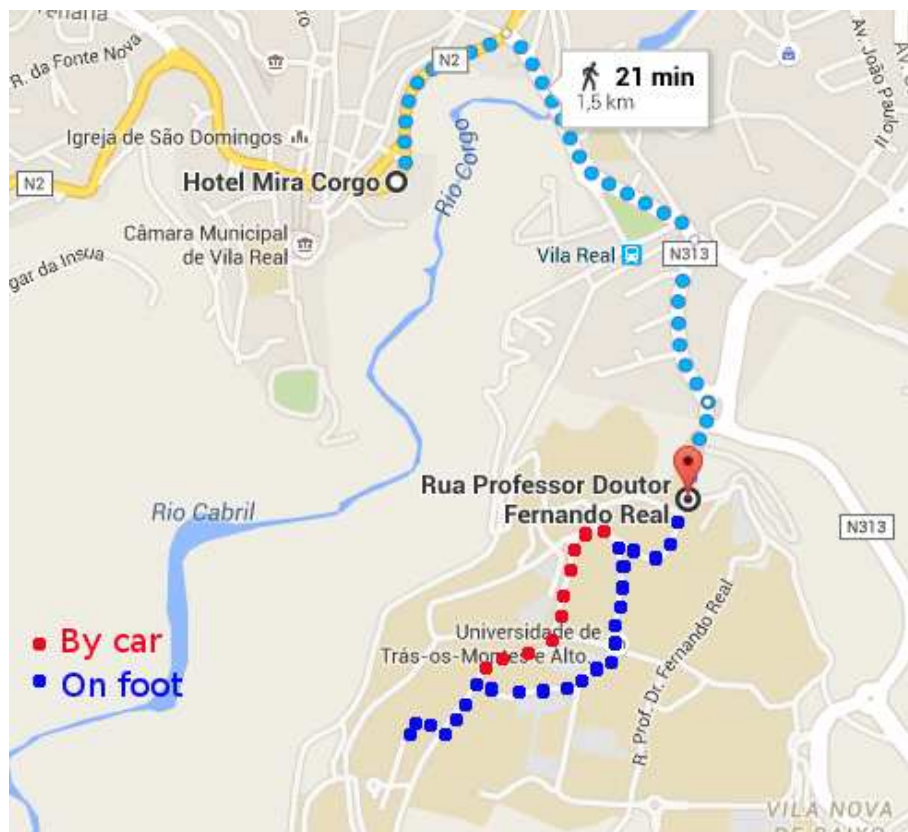 R. da Fonte Nova
N2
21 min
1,5 km
Av. João Paulo II
Igreja de São Domingos
N2
Hotel Mira Corgo
Rio Corgo
Câmara Municipal
de Vila Real
Vila Real
N313
gar da Insua
Rua Professor Doutor
Fernando Real
Rio Cabril
N313
By car
Universidade de
Trás-os-Montes e Alto...
On foot
R. Prof. Dr. Fernando Real
VILA NOVA